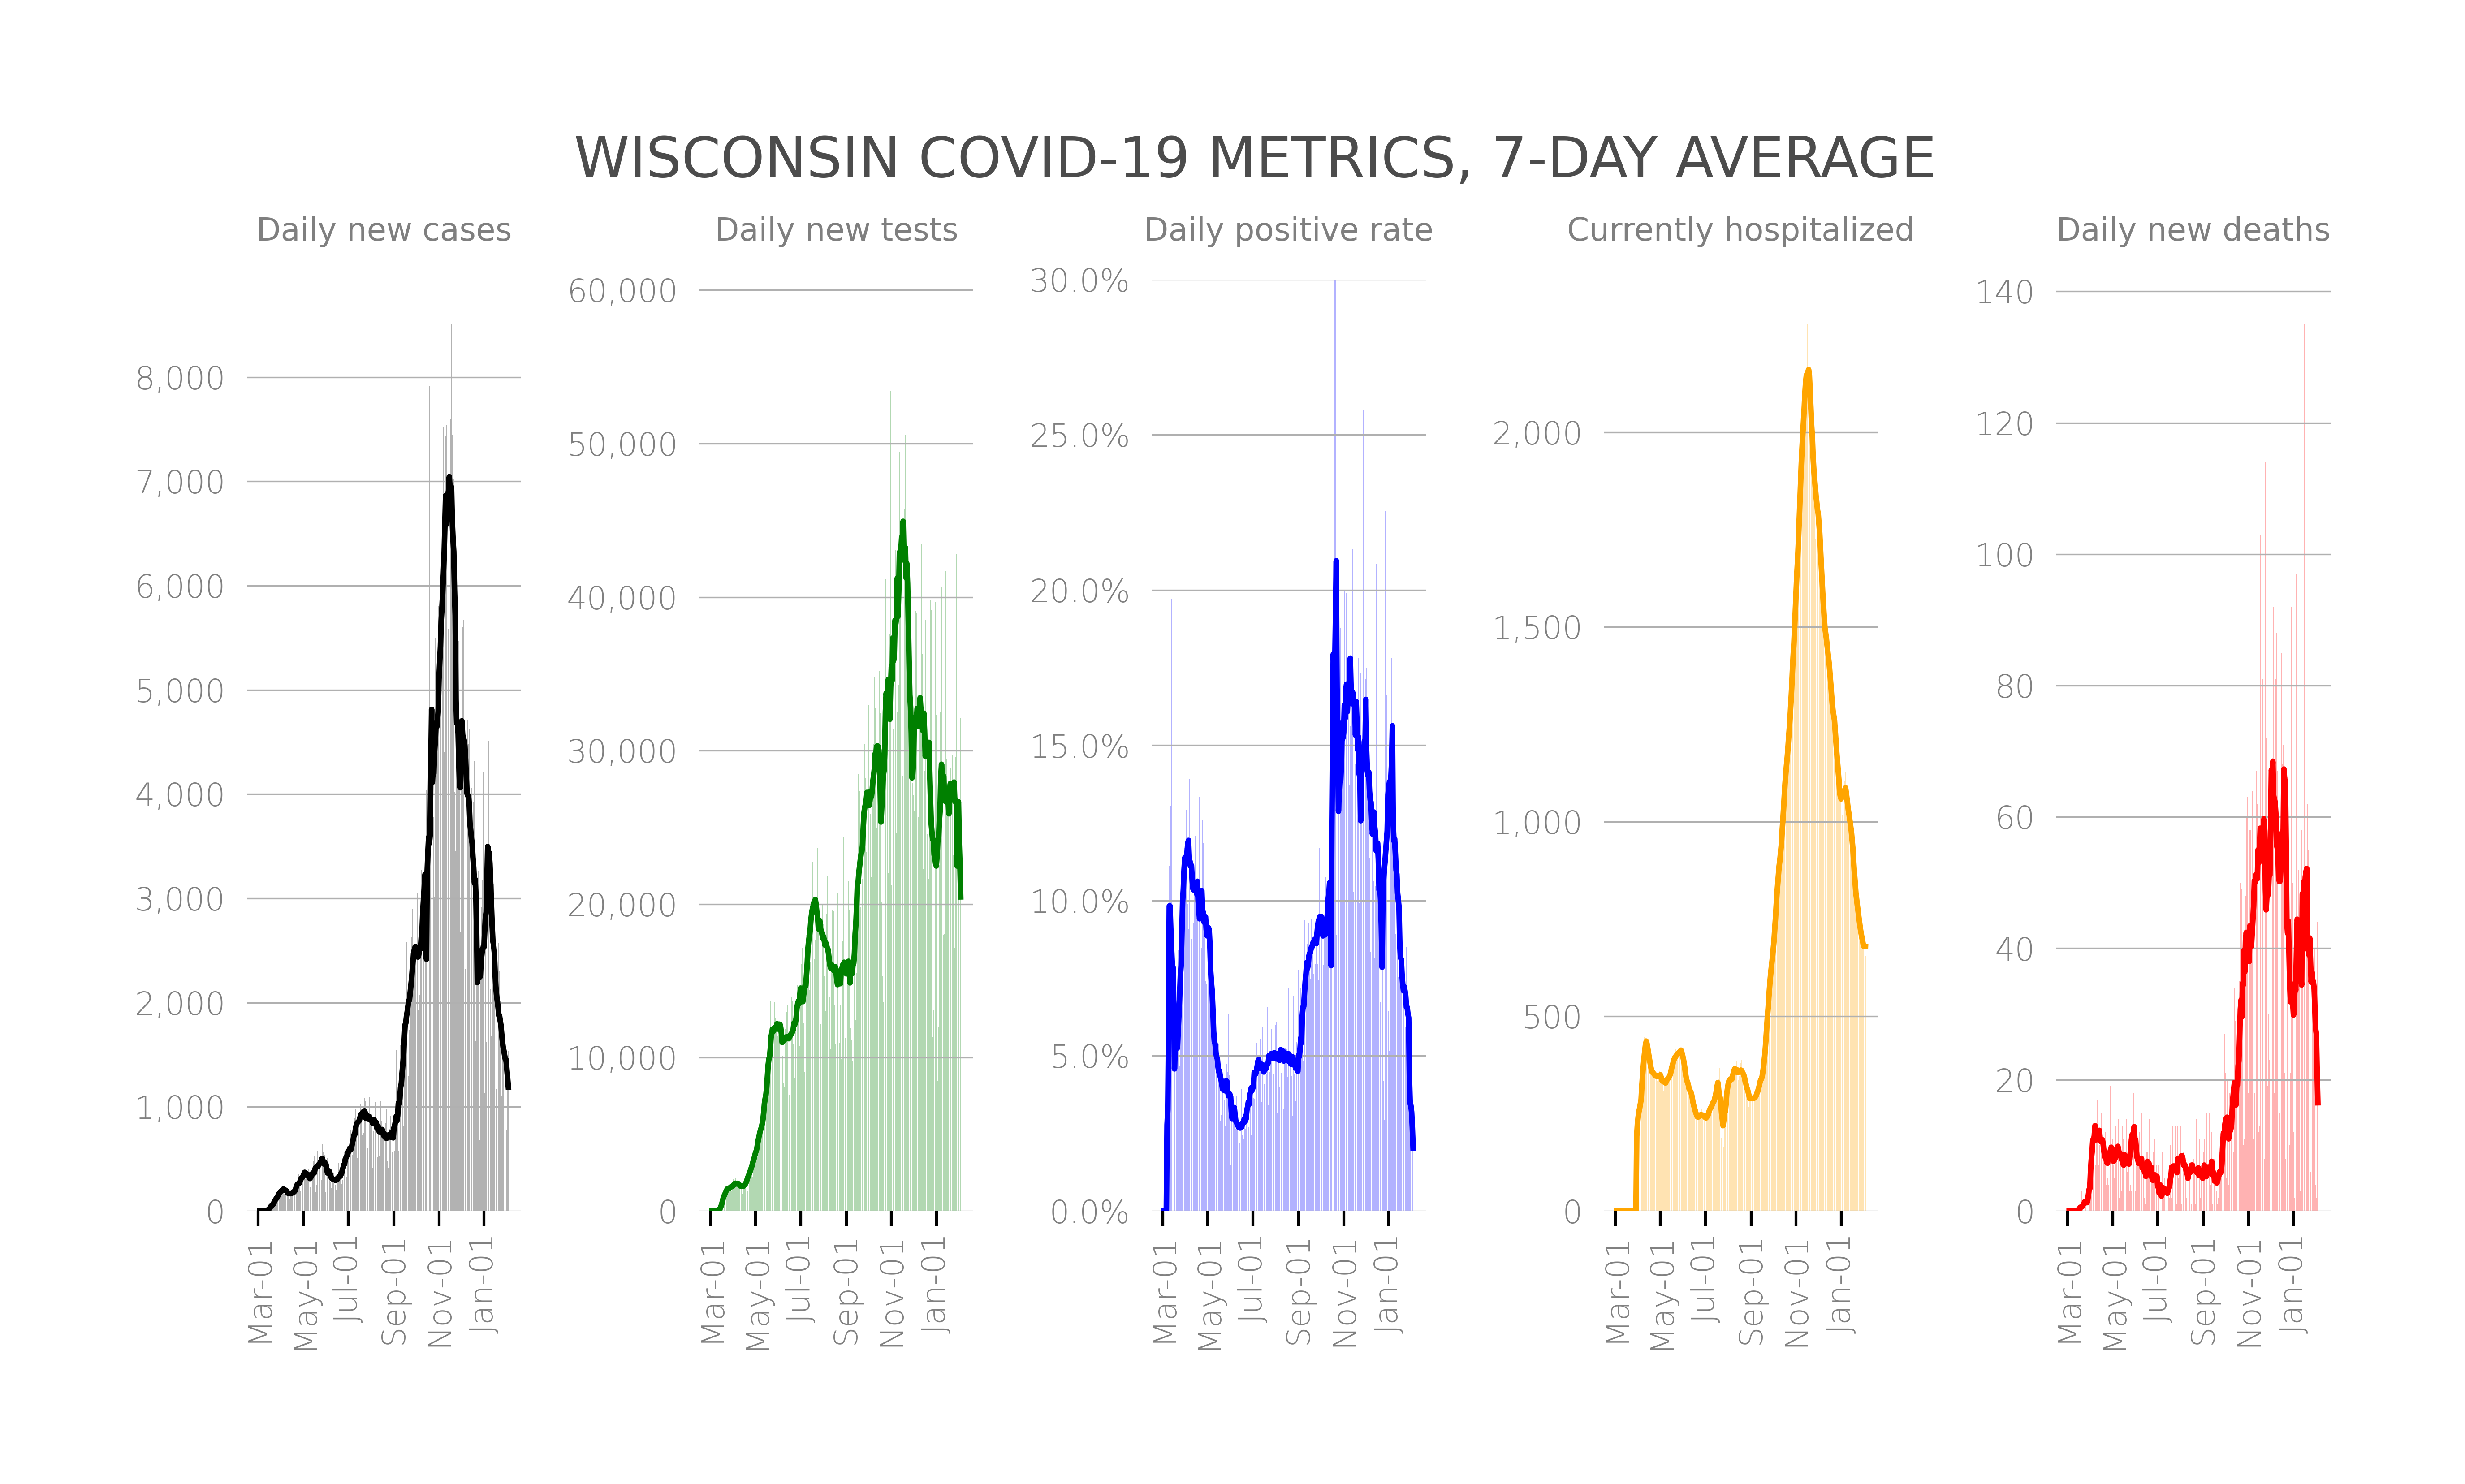 WISCONSIN COVID-19 METRICS, 7-DAY AVERAGE
Daily new cases
8,000
7,000
6,000
5,000
4,000
3,000
2,000
1,000
0
Mar-01
May-01
Jul-01
Sep-01
Nov-01
Jan-01
Daily new tests
60,000
50,000
40,000
30,000
20,000
10,000
0
Mar-01
May-01
Jul-01
Sep-01
Nov-01
Jan-01
Daily positive rate
30.0%
25.0%
20.0%
15.0%
10.0%
5.0%
0.0%
Mar-01
May-01
Jul-01
Sep-01
Nov-01
Jan-01
Currently hospitalized
2,000
1,500
1,000
500
0
Mar-01
May-01
Jul-01
Sep-01
Nov-01
Jan-01
Daily new deaths
140
120
100
80
60
40
20
0
Mar-01
May-01
Jul-01
Sep-01
Nov-01
Jan-01